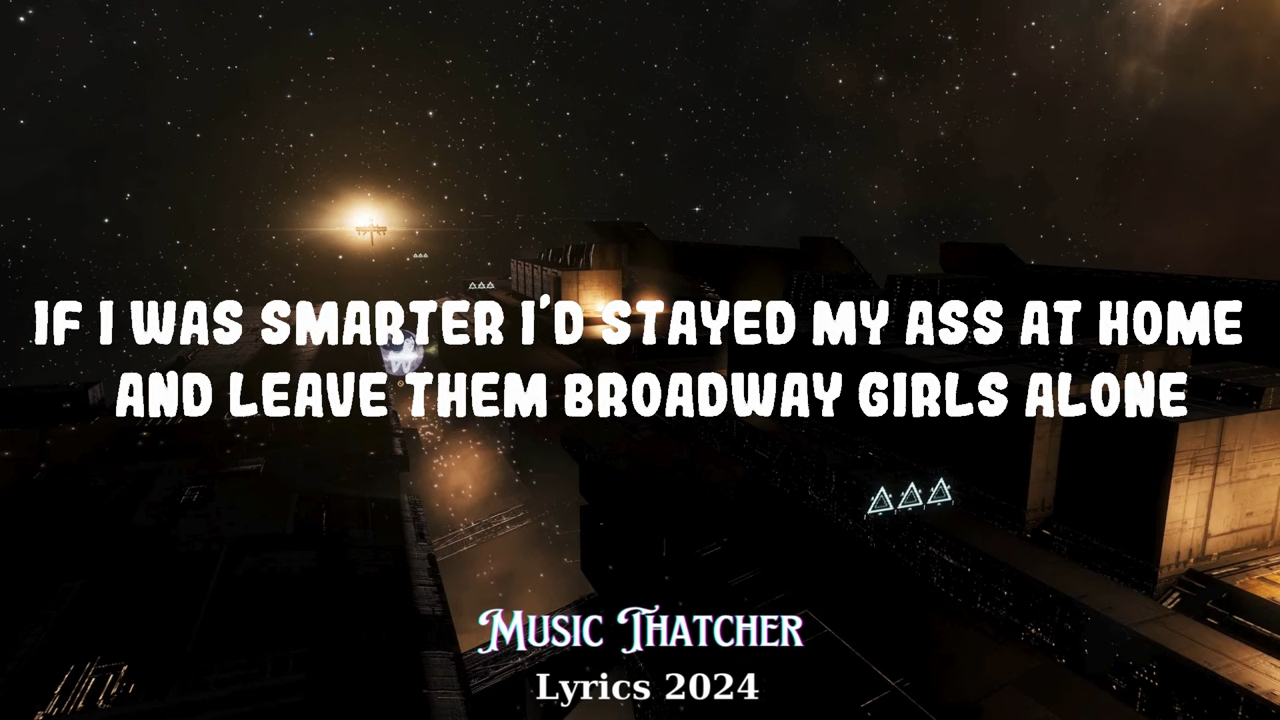 IF I WAS SMARTER I'D STAYED MY ASS AT HOME
AND LEAVE THEM BROADWAY GIRLS ALONE
Music Thatcher
Lyrics 2024